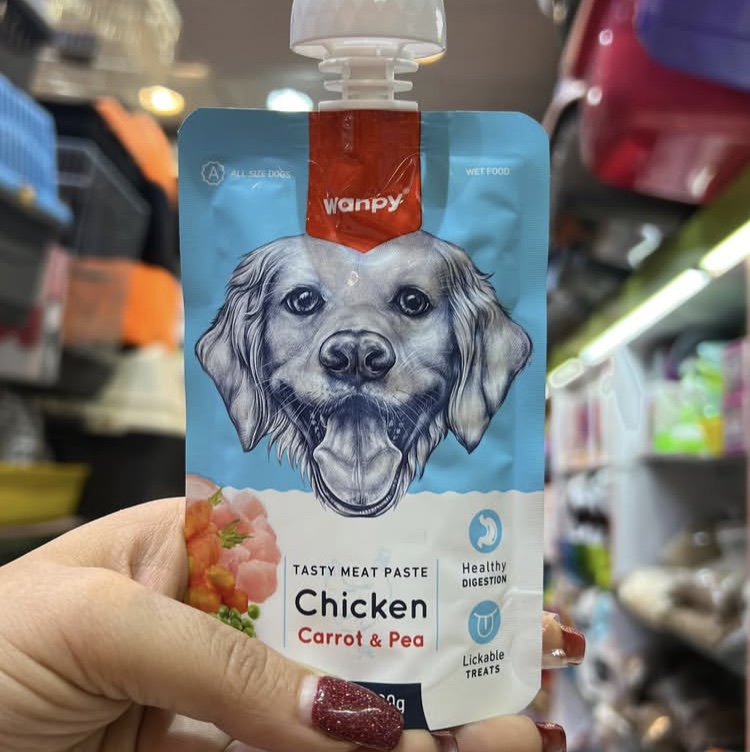 A ALL SIZE DOGS
WET FOOD
wanpy®
TASTY MEAT PASTE
Chicken
Carrot & Pea
Healthy
DIGESTION
Lickable
TREATS